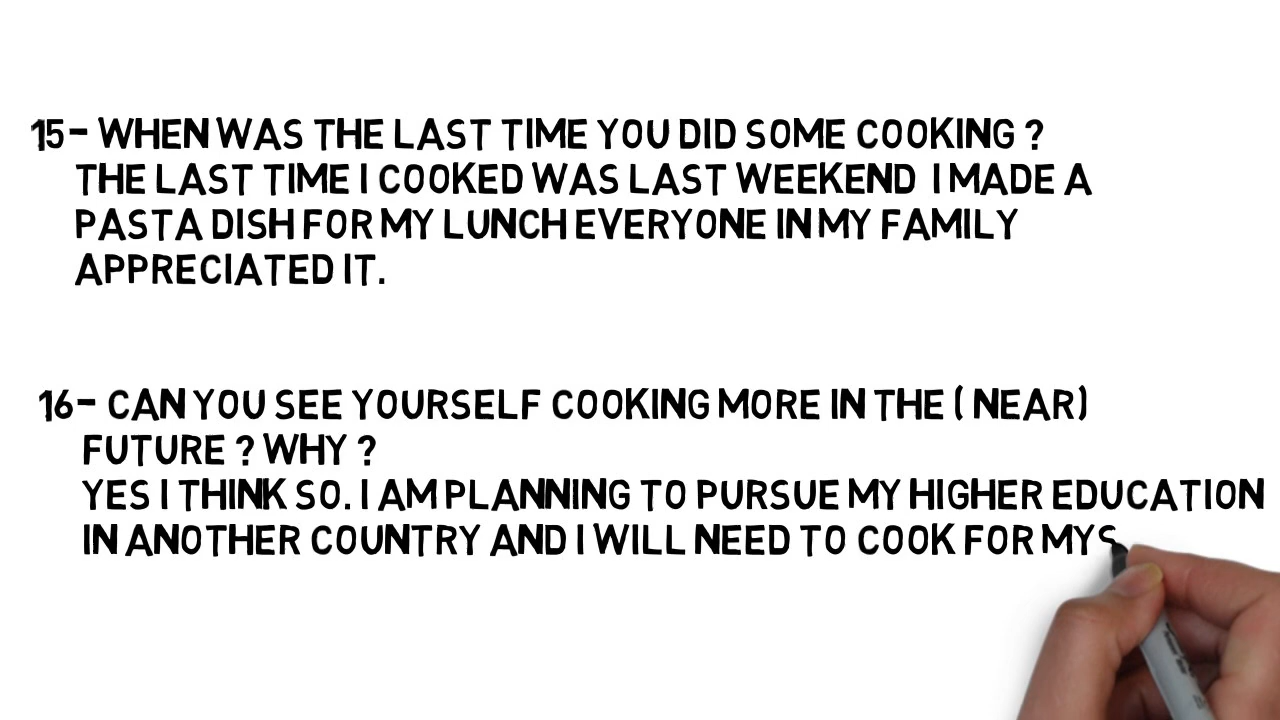 15- WHEN WAS THE LAST TIME YOU DID SOME COOKING ?
THE LAST TIME I COOKED WAS LAST WEEKEND I MADE A
PASTA DISH FOR MY LUNCH EVERYONE IN MY FAMILY
APPRECIATED IT.
16- CAN YOU SEE YOURSELF COOKING MORE IN THE ( NEAR)
FUTURE ? WHY ?
YES I THINK SO. I AM PLANNING TO PURSUE MY HIGHER EDUCATION
IN ANOTHER COUNTRY AND I WILL NEED TO COOK FOR MYS